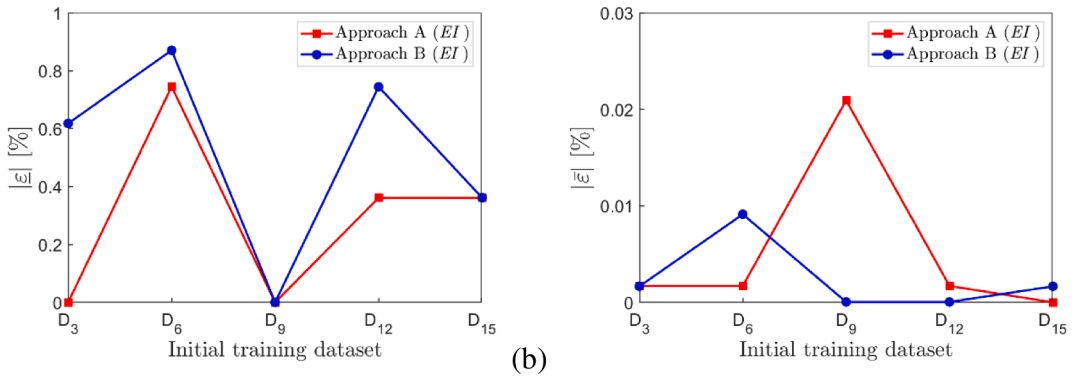 1
0.8
0.6
0.4
0.2
0
|ε̲| [%]
Approach A (EI)
Approach B (EI)
D₃ D₆ D₉ D₁₂ D₁₅
Initial training dataset
(b)
0.03
0.02
0.01
0
|ε̄| [%]
Approach A (EI)
Approach B (EI)
D₃ D₆ D₉ D₁₂ D₁₅
Initial training dataset